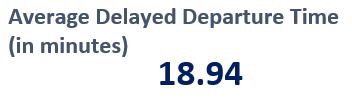 Average Delayed Departure Time
(in minutes)
18.94